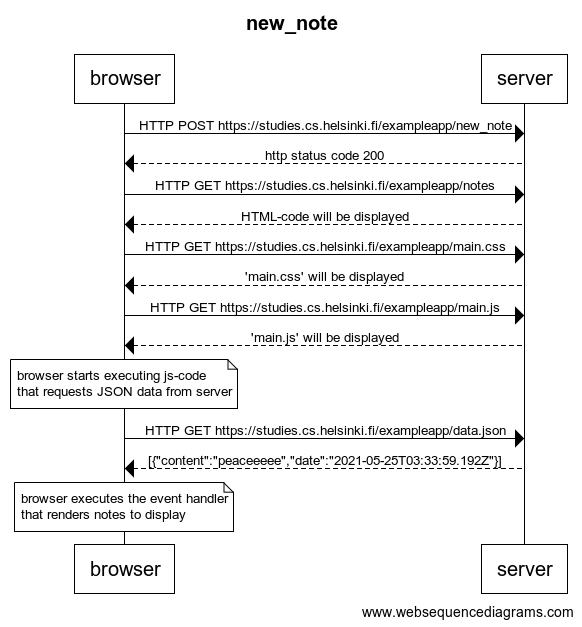 new_note
browser
server
HTTP POST https://studies.cs.helsinki.fi/exampleapp/new_note
http status code 200
HTTP GET https://studies.cs.helsinki.fi/exampleapp/notes
HTML-code will be displayed
HTTP GET https://studies.cs.helsinki.fi/exampleapp/main.css
'main.css' will be displayed
HTTP GET https://studies.cs.helsinki.fi/exampleapp/main.js
'main.js' will be displayed
browser starts executing js-code
that requests JSON data from server
HTTP GET https://studies.cs.helsinki.fi/exampleapp/data.json
[{"content":"peaceeeee","date":"2021-05-25T03:33:59.192Z"}]
browser executes the event handler
that renders notes to display
browser
server
www.websequencediagrams.com